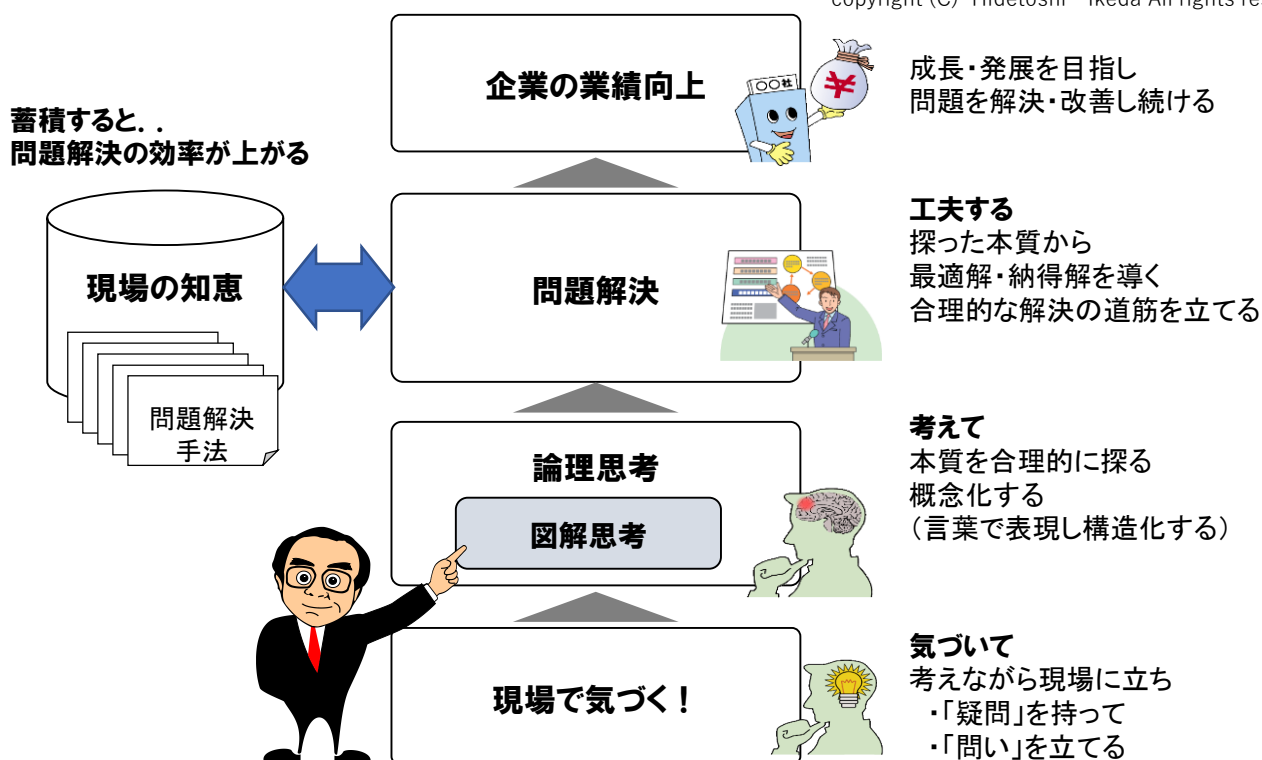 copyright (C) Hidetoshi Ikeda All rights res
企業の業績向上
〇〇社
¥
成長・発展を目指し
問題を解決・改善し続ける
蓄積すると．．
問題解決の効率が上がる
現場の知恵
問題解決
手法
問題解決
工夫する
探った本質から
最適解・納得解を導く
合理的な解決の道筋を立てる
論理思考
図解思考
考えて
本質を合理的に探る
概念化する
（言葉で表現し構造化する）
現場で気づく！
気づいて
考えながら現場に立ち
・「疑問」を持って
・「問い」を立てる